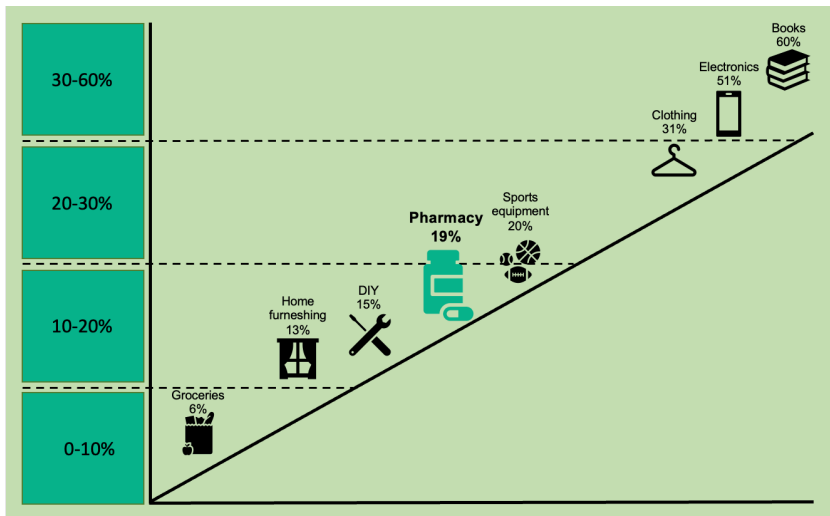 30-60%
20-30%
10-20%
0-10%
Books
60%
Electronics
51%
Clothing
31%
Sports
equipment
20%
Pharmacy
19%
DIY
15%
Home
furneshing
13%
Groceries
6%